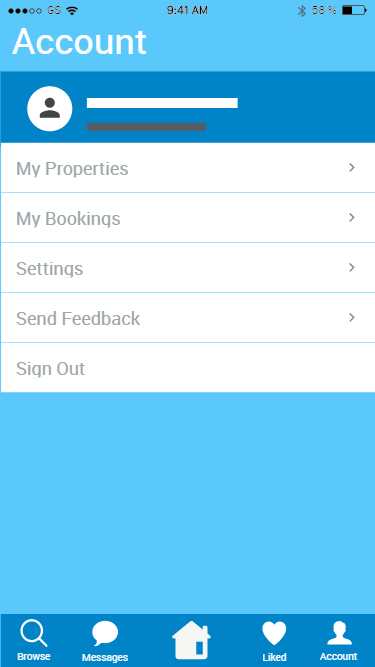 GS 9:41 AM 58 %
Account
My Properties
My Bookings
Settings
Send Feedback
Sign Out
Browse Messages Liked Account